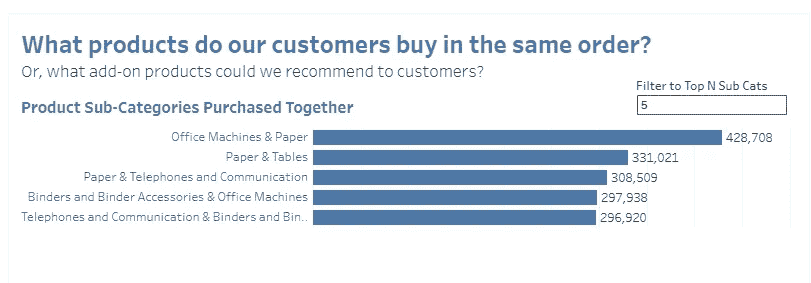 What products do our customers buy in the same order?
Or, what add-on products could we recommend to customers?
Filter to Top N Sub Cats
Product Sub-Categories Purchased Together
5
Office Machines & Paper 428,708
Paper & Tables 331,021
Paper & Telephones and Communication 308,509
Binders and Binder Accessories & Office Machines 297,938
Telephones and Communication & Binders and Bin.. 296,920